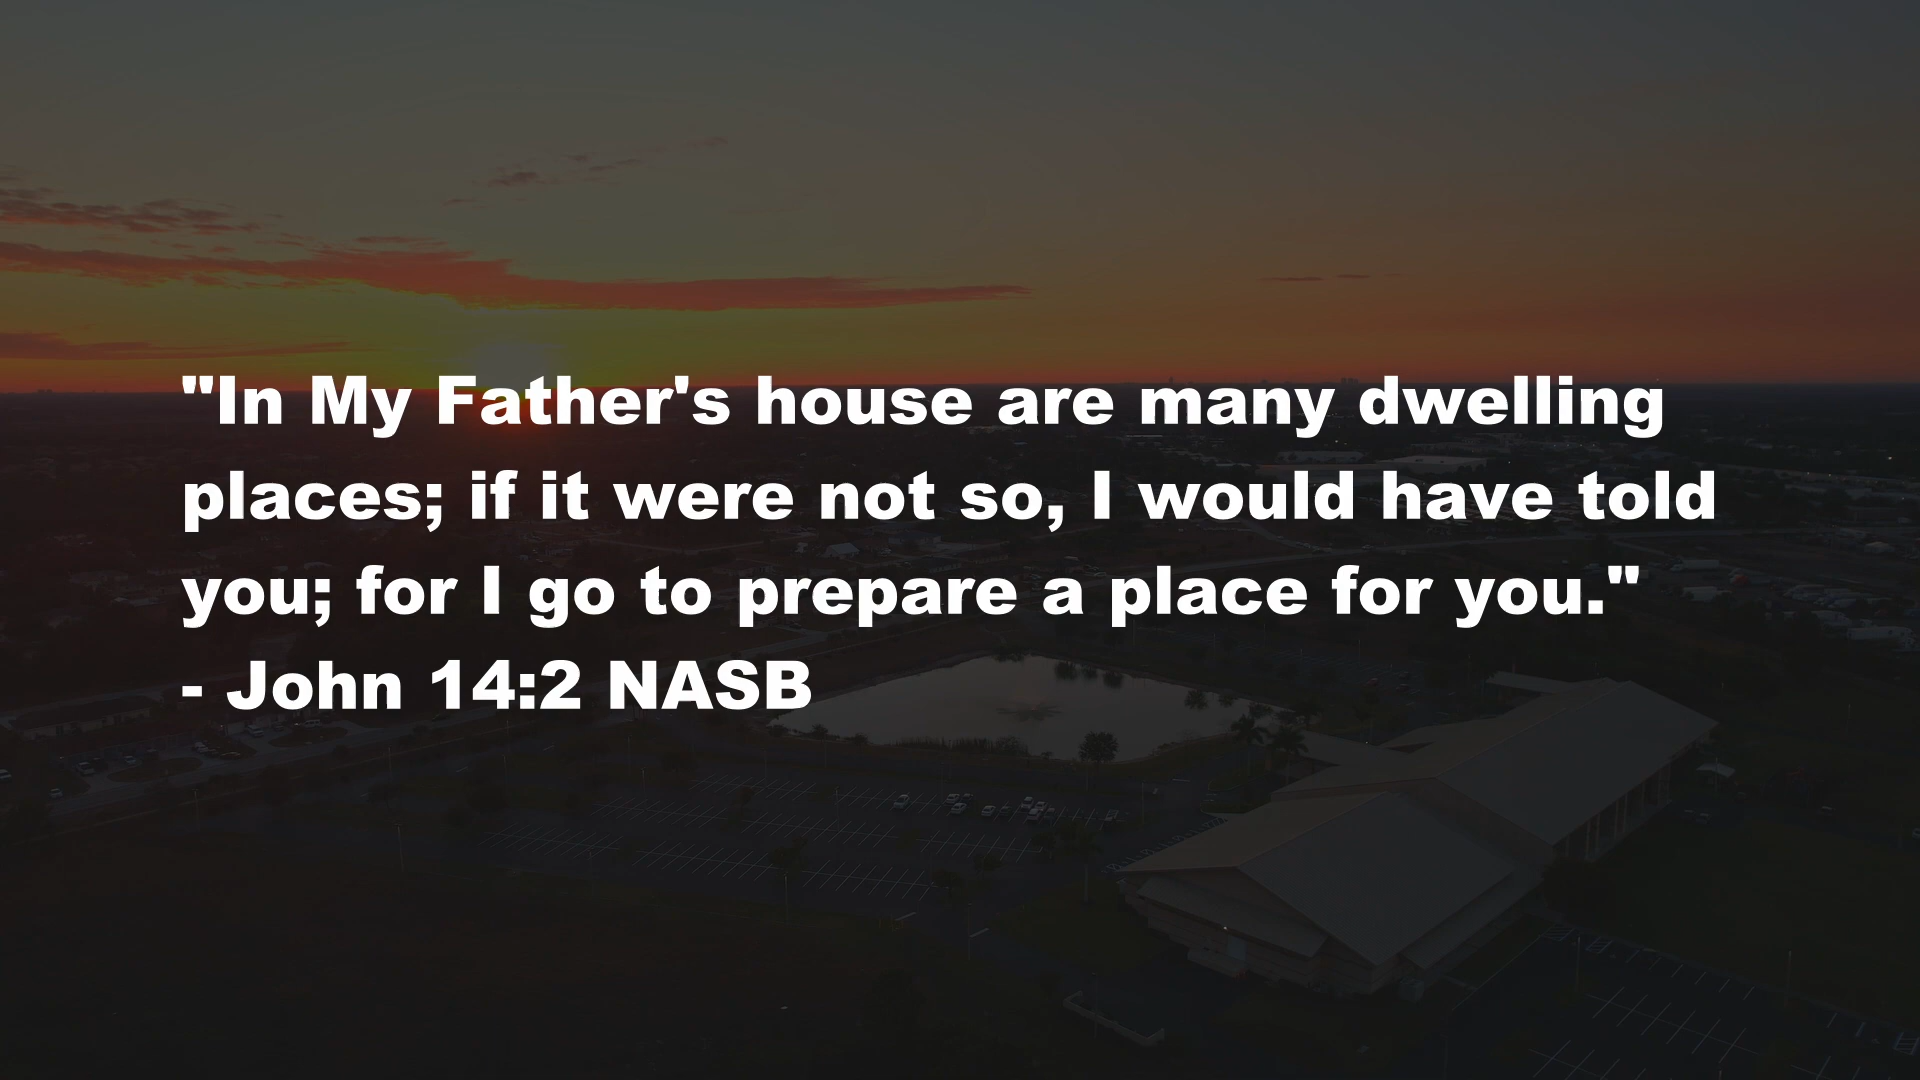 "In My Father's house are many dwelling
places; if it were not so, I would have told
you; for I go to prepare a place for you."
- John 14:2 NASB